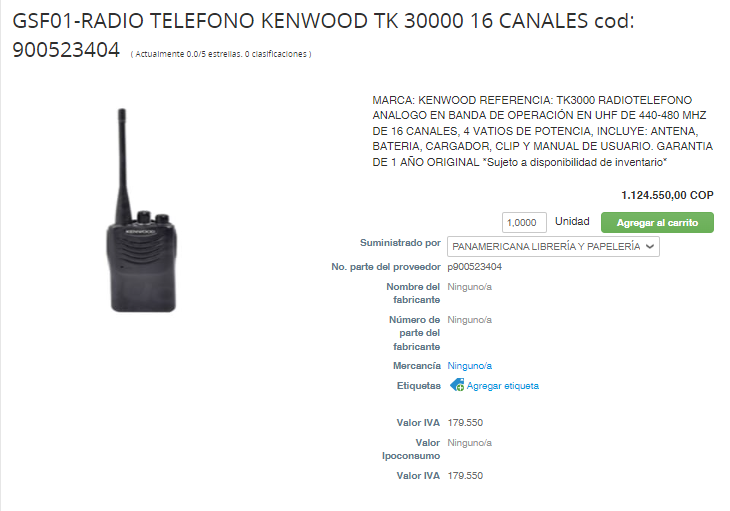 GSF01-RADIO TELEFONO KENWOOD TK 30000 16 CANALES cod:
900523404 ( Actualmente 0.0/5 estrellas. 0 clasificaciones )
KENWOOD
MARCA: KENWOOD REFERENCIA: TK3000 RADIOTELEFONO
ANALOGO EN BANDA DE OPERACIÓN EN UHF DE 440-480 MHZ
DE 16 CANALES, 4 VATIOS DE POTENCIA, INCLUYE: ANTENA,
BATERIA, CARGADOR, CLIP Y MANUAL DE USUARIO. GARANTIA
DE 1 AÑO ORIGINAL *Sujeto a disponibilidad de inventario*
1.124.550,00 COP
1,0000 Unidad Agregar al carrito
Suministrado por PANAMERICANA LIBRERÍA Y PAPELERÍA
No. parte del proveedor p900523404
Nombre del Ninguno/a
fabricante
Número de Ninguno/a
parte del
fabricante
Mercancía Ninguno/a
Etiquetas Agregar etiqueta
Valor IVA 179.550
Valor Ninguno/a
Ipoconsumo
Valor IVA 179.550